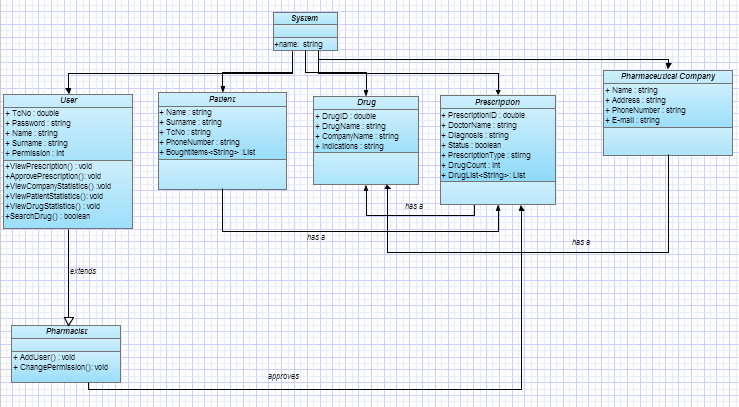 System
+name: string
User
+ TcNo : double
+ Password : string
+ Name : string
+ Surname : string
+ Permission : Int
+ViewPrescription() : void
+ApprovePrescription(): void
+ViewCompanyStatistics() :void
+ViewPatientStatistics(): void
+ViewDrugStatistics() : void
+SearchDrug() : boolean
Patient
+ Name : string
+ Surname : string
+ TcNo : string
+ PhoneNumber : string
+ BoughtItems<String> :List
Drug
+ DrugID : double
+ DrugName : string
+ CompanyName : string
+ Indications : string
Prescription
+ PrescriptionID : double
+ DoctorName : string
+ Diagnosis : string
+ Status : boolean
+ PrescriptionType : string
+ DrugCount : Int
+ DrugList<String> : List
Pharmaceutical Company
+ Name : string
+ Address : string
+ PhoneNumber : string
+ E-mail : string
has a
has a
has a
extends
Pharmacist
+ AddUser() : void
+ ChangePermission(): void
approves